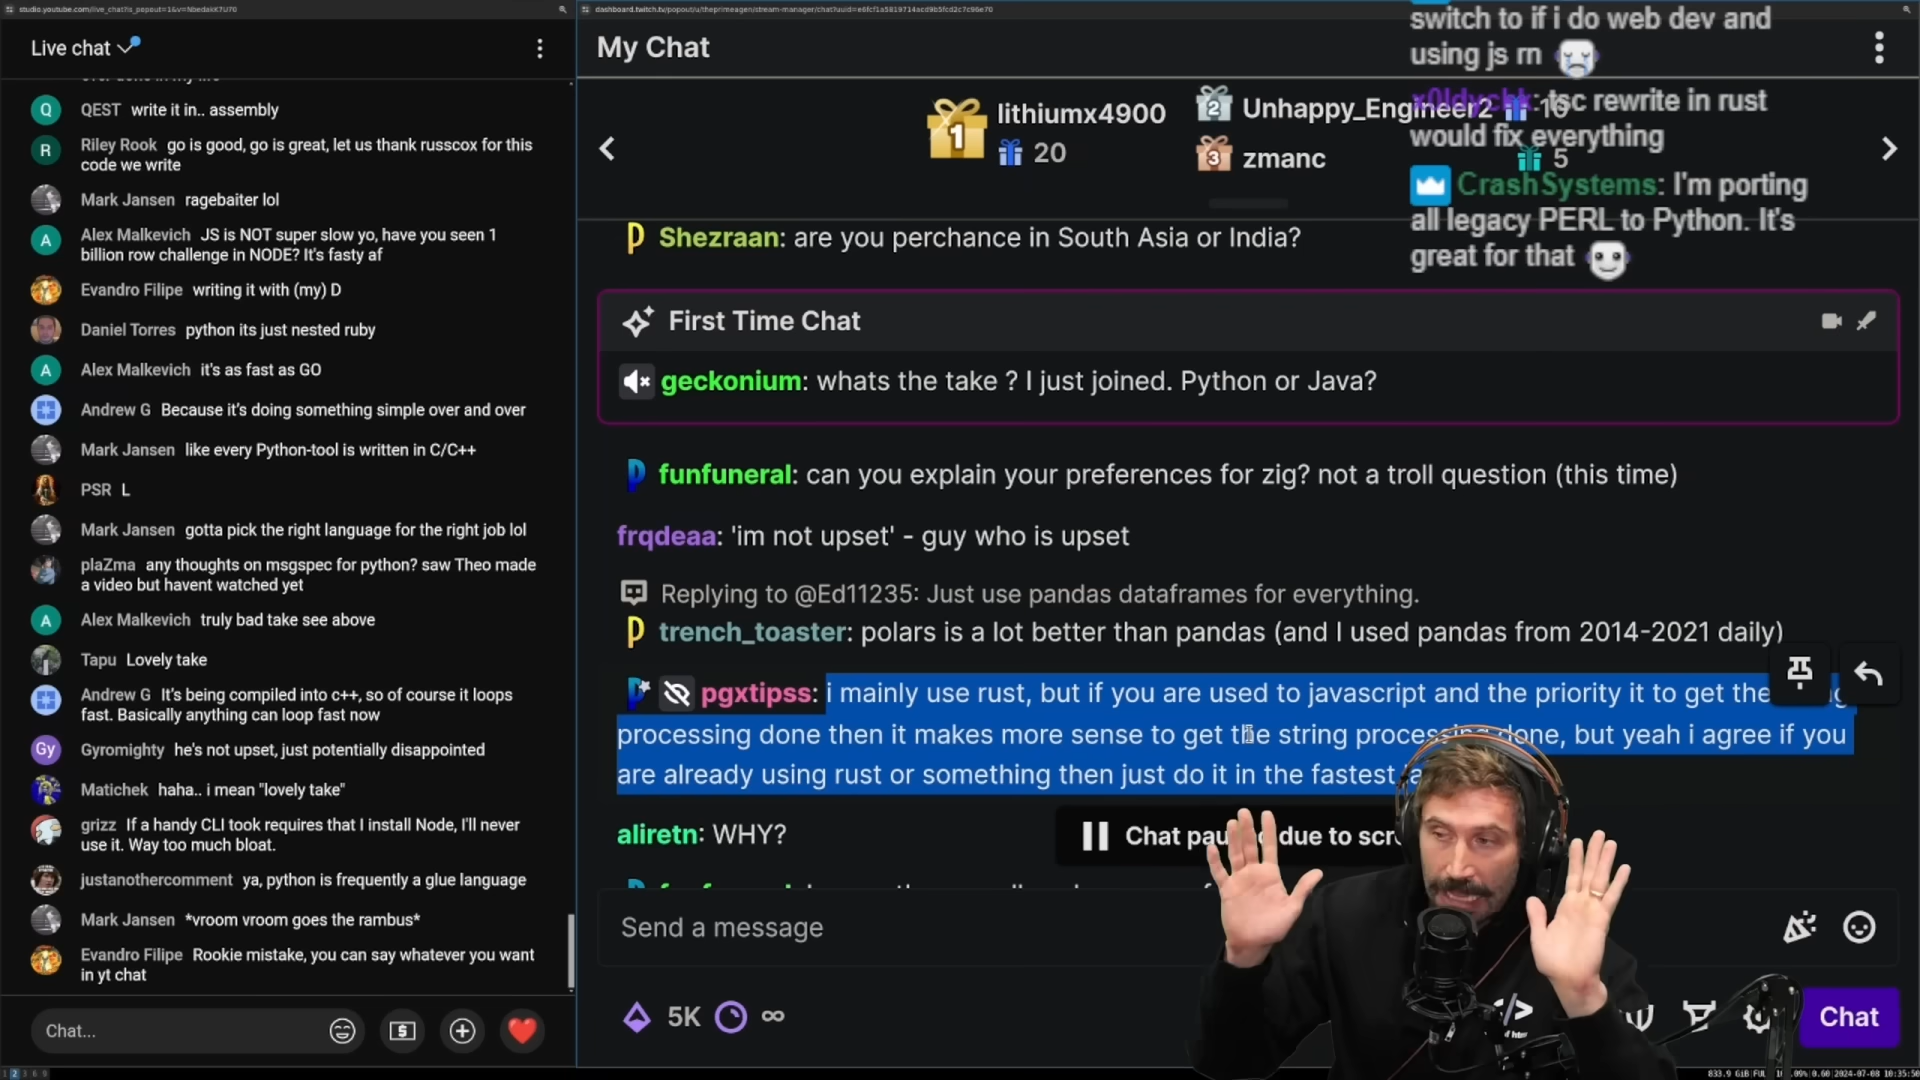 studio.youtube.com/live_chat?is_popout=1&v=NbedakK7U70
Live chat
QEST write it in.. assembly
Riley Rook go is good, go is great, let us thank russcox for this
code we write
Mark Jansen ragebaiter lol
Alex Malkevich JS is NOT super slow yo, have you seen 1
billion row challenge in NODE? It's fasty af
Evandro Filipe writing it with (my) D
Daniel Torres python its just nested ruby
Alex Malkevich it's as fast as GO
Andrew G Because it's doing something simple over and over
Mark Jansen like every Python-tool is written in C/C++
PSR L
Mark Jansen gotta pick the right language for the right job lol
plaZma any thoughts on msgspec for python? saw Theo made
a video but havent watched yet
Alex Malkevich truly bad take see above
Tapu Lovely take
Andrew G It's being compiled into c++, so of course it loops
fast. Basically anything can loop fast now
Gyromighty he's not upset, just potentially disappointed
Matichek haha.. i mean "lovely take"
grizz If a handy CLI took requires that I install Node, I'll never
use it. Way too much bloat.
justanothercomment ya, python is frequently a glue language
Mark Jansen *vroom vroom goes the rambus*
Evandro Filipe Rookie mistake, you can say whatever you want
in yt chat
Chat...
My Chat
1 lithiumx4900
20
2 Unhappy_Engineer2 10
3 zmanc 5
Shezraan: are you perchance in South Asia or India?
First Time Chat
geckonium: whats the take ? I just joined. Python or Java?
funfuneral: can you explain your preferences for zig? not a troll question (this time)
frqdeaa: 'im not upset' - guy who is upset
Replying to @Ed11235: Just use pandas dataframes for everything.
trench_toaster: polars is a lot better than pandas (and I used pandas from 2014-2021 daily)
pgxtipss: i mainly use rust, but if you are used to javascript and the priority it to get the
processing done then it makes more sense to get the string processing done, but yeah i agree if you
are already using rust or something then just do it in the fastest
aliretn: WHY?
Chat paused due to
Send a message
5K ∞
Chat
switch to if i do web dev and
using js rn
x0ldychk: tsc rewrite in rust
would fix everything
CrashSystems: I'm porting
all legacy PERL to Python. It's
great for that